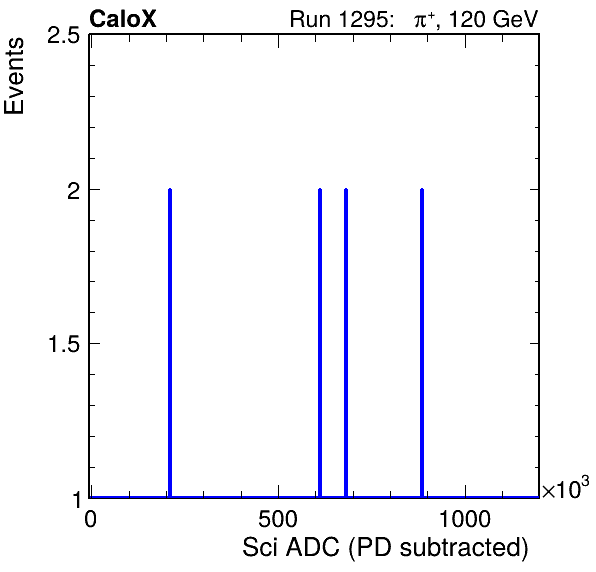 CaloX Run 1295: π⁺, 120 GeV
Events
2.5
2
1.5
1
0 500 1000 ×10³
Sci ADC (PD subtracted)